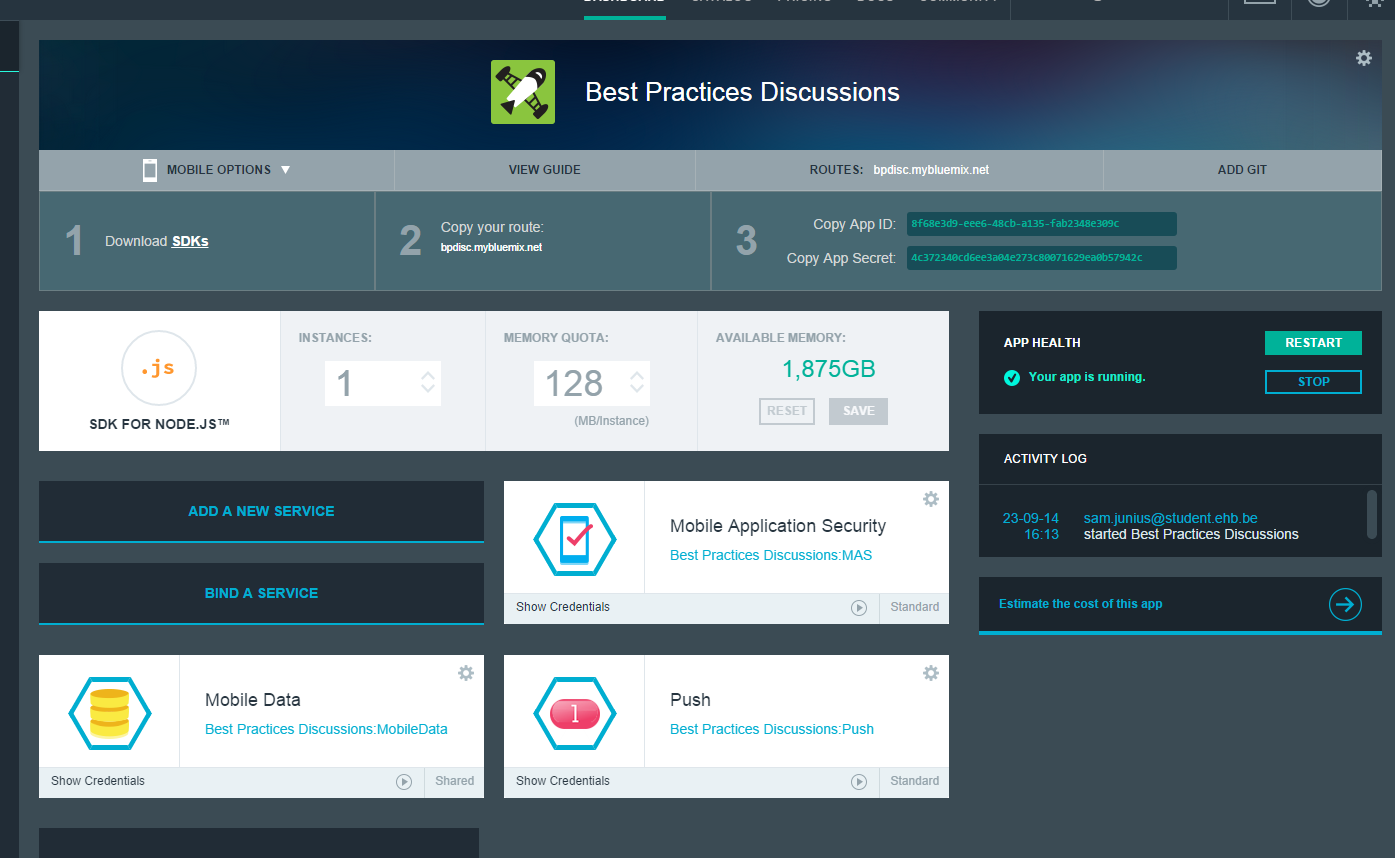 DASHBOARD CATALOG PRICING DOCS COMMUNITY
Best Practices Discussions
MOBILE OPTIONS VIEW GUIDE ROUTES: bpdisc.mybluemix.net ADD GIT
1 Download SDKs
2 Copy your route:
bpdisc.mybluemix.net
3 Copy App ID: 8f68e3d9-eee6-48cb-a135-fab2348e309c
Copy App Secret: 4c372340cd6ee3a04e273c80071629ea0b57942c
.js
SDK FOR NODE.JS™
INSTANCES:
1
MEMORY QUOTA:
128
(MB/Instance)
AVAILABLE MEMORY:
1,875GB
RESET SAVE
APP HEALTH
RESTART
Your app is running.
STOP
ACTIVITY LOG
23-09-14 sam.junius@student.ehb.be
16:13 started Best Practices Discussions
Estimate the cost of this app
ADD A NEW SERVICE
BIND A SERVICE
Mobile Application Security
Best Practices Discussions:MAS
Show Credentials Standard
Mobile Data
Best Practices Discussions:MobileData
Show Credentials Shared
1
Push
Best Practices Discussions:Push
Show Credentials Standard